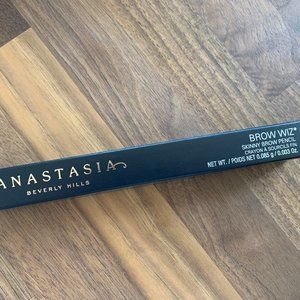 ANASTASIA
BEVERLY HILLS
BROW WIZ®
SKINNY BROW PENCIL
CRAYON À SOURCILS FIN
NET WT. / POIDS NET 0.085 g / 0.003 Oz.